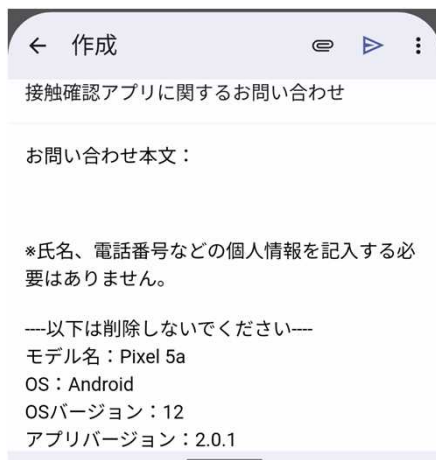 作成
接触確認アプリに関するお問い合わせ
お問い合わせ本文：
※氏名、電話番号などの個人情報を記入する必
要はありません。
----以下は削除しないでください----
モデル名：Pixel 5a
OS：Android
OSバージョン：12
アプリバージョン：2.0.1